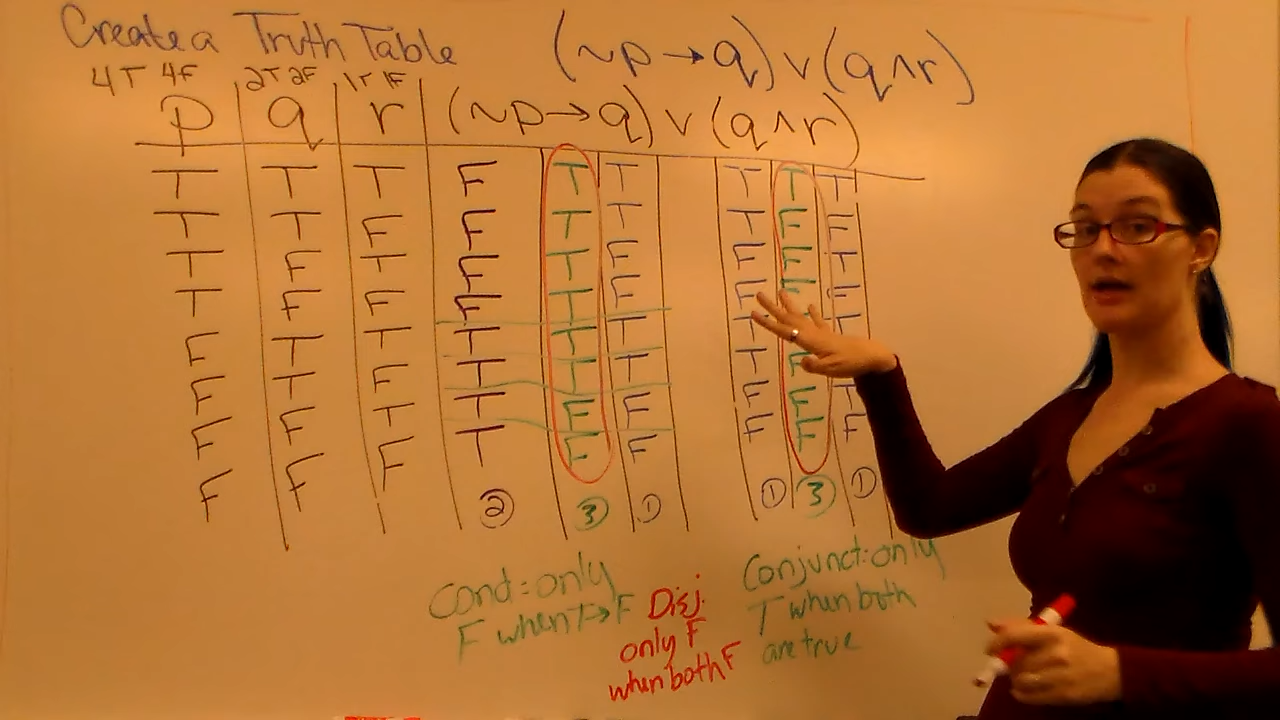 Create a Truth Table (~p→q)∨(q∧r)
4T 4F 2T 2F 1T 1F
p q r (~p→q)∨(q∧r)
T T T F T T T T T
T T F F T T T F F
T F T F T F F F T
T F F F T F F F F
F T T T T T T T
F T F T T T T F
F F T T F F F F T
F F F T F F F F F
② ③ ① ① ③ ①
Cond: only
F when T→F
Disj.
only F
when both F
Conjunct: only
T when both
are true